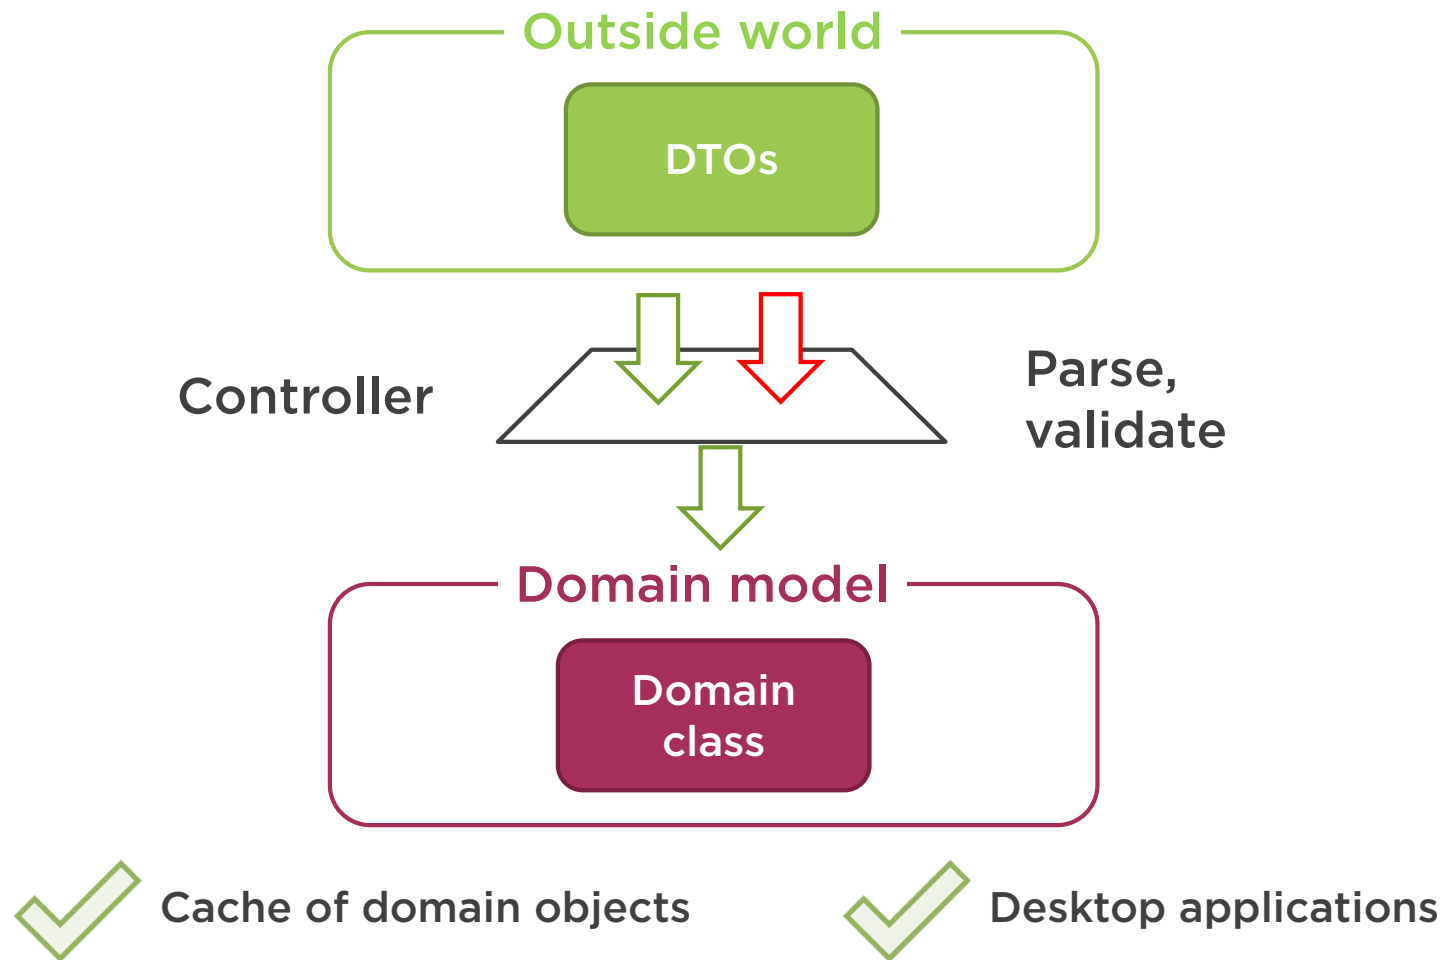 Outside world
DTOs
Controller
Parse,
validate
Domain model
Domain
class
Cache of domain objects
Desktop applications